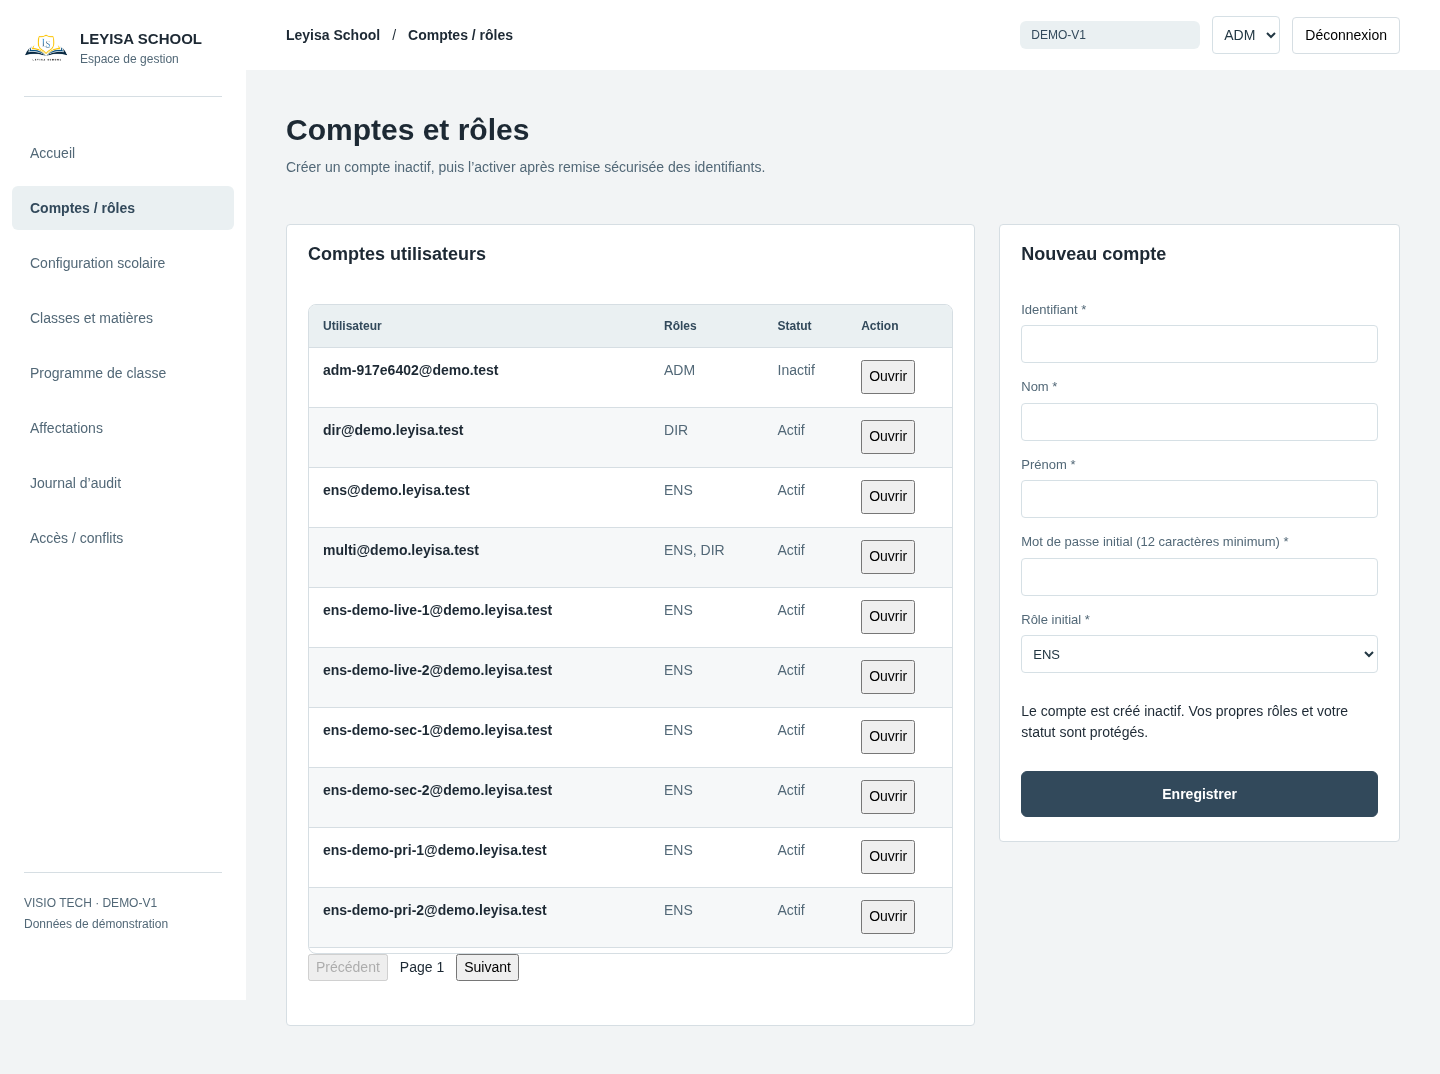 LEYISA SCHOOL
Espace de gestion
Accueil
Comptes / rôles
Configuration scolaire
Classes et matières
Programme de classe
Affectations
Journal d’audit
Accès / conflits
VISIO TECH · DEMO-V1
Données de démonstration
Leyisa School / Comptes / rôles
DEMO-V1
ADM
Déconnexion
Comptes et rôles
Créer un compte inactif, puis l’activer après remise sécurisée des identifiants.
Comptes utilisateurs
Utilisateur Rôles Statut Action
adm-917e6402@demo.test ADM Inactif Ouvrir
dir@demo.leyisa.test DIR Actif Ouvrir
ens@demo.leyisa.test ENS Actif Ouvrir
multi@demo.leyisa.test ENS, DIR Actif Ouvrir
ens-demo-live-1@demo.leyisa.test ENS Actif Ouvrir
ens-demo-live-2@demo.leyisa.test ENS Actif Ouvrir
ens-demo-sec-1@demo.leyisa.test ENS Actif Ouvrir
ens-demo-sec-2@demo.leyisa.test ENS Actif Ouvrir
ens-demo-pri-1@demo.leyisa.test ENS Actif Ouvrir
ens-demo-pri-2@demo.leyisa.test ENS Actif Ouvrir
Précédent Page 1 Suivant
Nouveau compte
Identifiant *
Nom *
Prénom *
Mot de passe initial (12 caractères minimum) *
Rôle initial *
ENS
Le compte est créé inactif. Vos propres rôles et votre
statut sont protégés.
Enregistrer